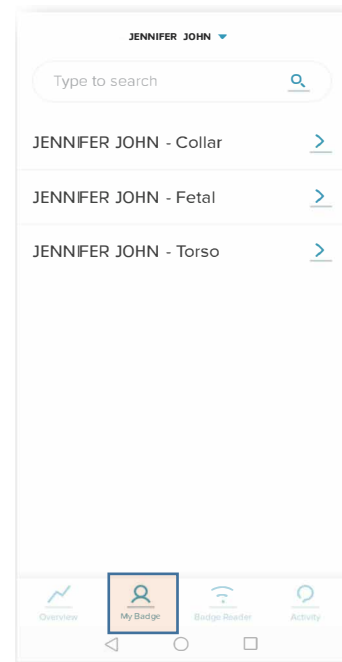 JENNIFER JOHN
Type to search
JENNIFER JOHN - Collar
JENNIFER JOHN - Fetal
JENNIFER JOHN - Torso
Overview My Badge Badge Reader Activity